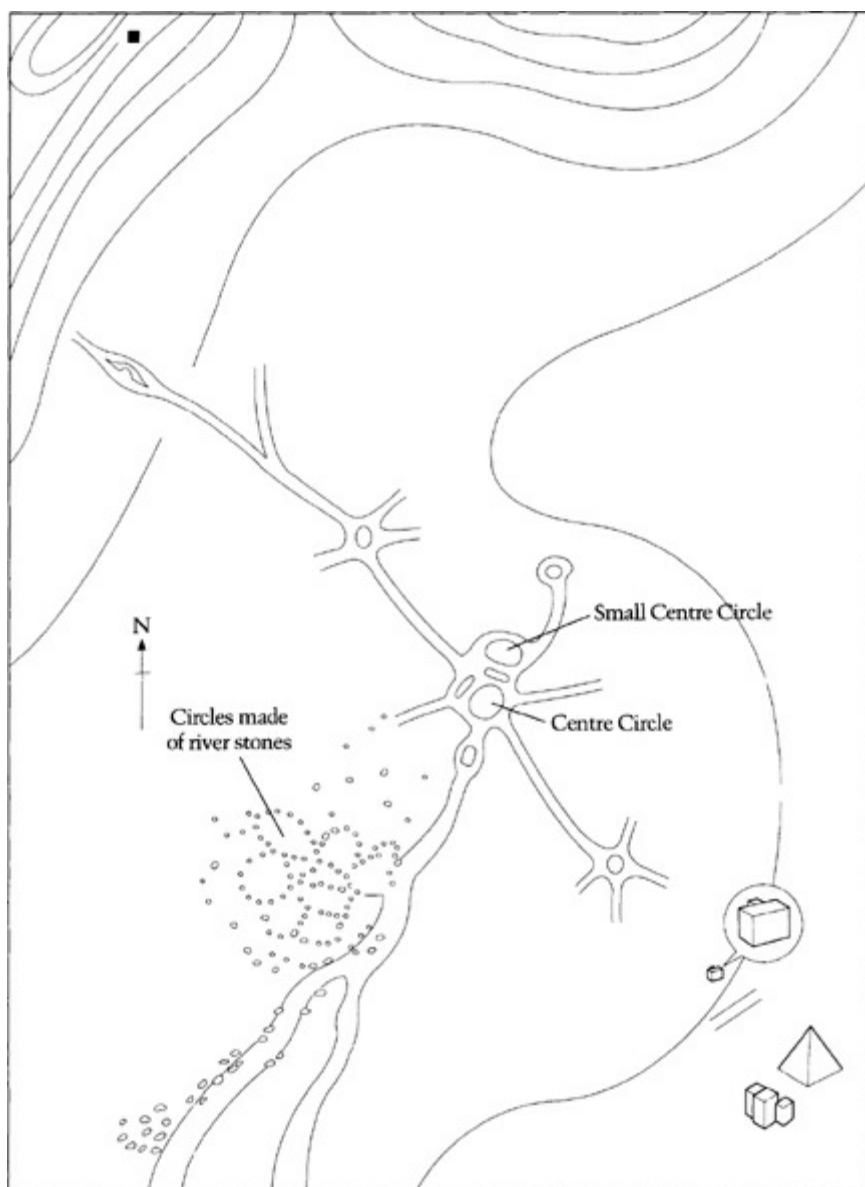 Small Centre Circle
N
Circles made
of river stones
Centre Circle